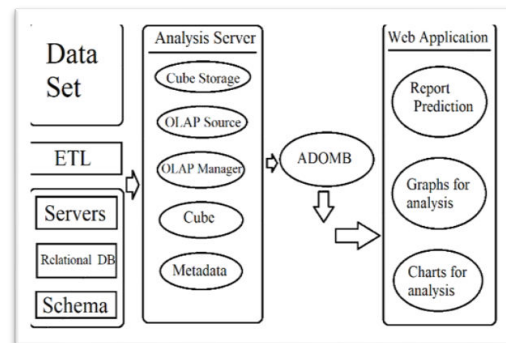 Data
Set
ETL
Servers
Relational DB
Schema
Analysis Server
Cube Storage
OLAP Source
OLAP Manager
Cube
Metadata
ADOMB
Web Application
Report
Prediction
Graphs for
analysis
Charts for
analysis